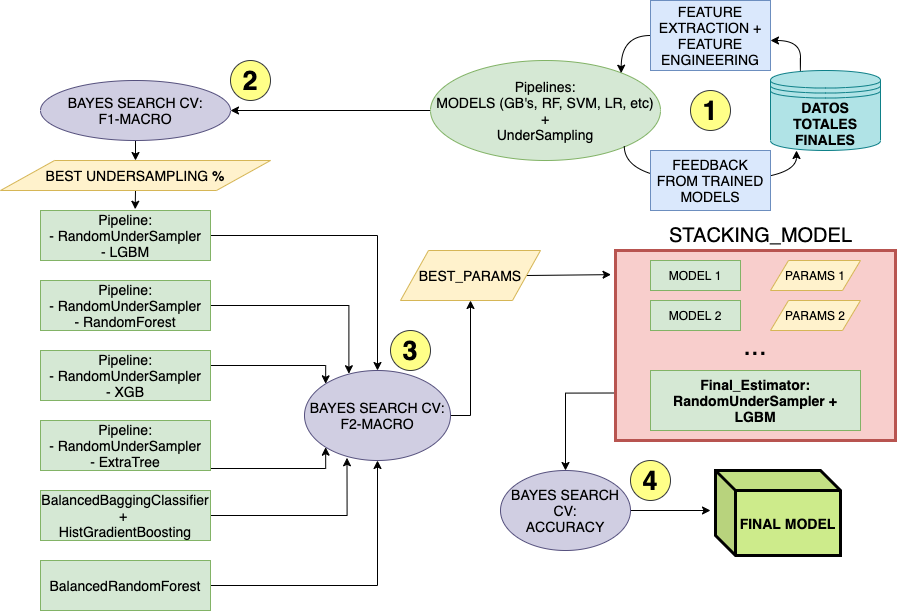 FEATURE
EXTRACTION +
FEATURE
ENGINEERING
Pipelines:
MODELS (GB's, RF, SVM, LR, etc)
+
UnderSampling
1
DATOS
TOTALES
FINALES
FEEDBACK
FROM TRAINED
MODELS
2
BAYES SEARCH CV:
F1-MACRO
BEST UNDERSAMPLING %
Pipeline:
- RandomUnderSampler
- LGBM
Pipeline:
- RandomUnderSampler
- RandomForest
Pipeline:
- RandomUnderSampler
- XGB
Pipeline:
- RandomUnderSampler
- ExtraTree
BalancedBaggingClassifier
+
HistGradientBoosting
BalancedRandomForest
3
BAYES SEARCH CV:
F2-MACRO
BEST_PARAMS
STACKING_MODEL
MODEL 1
PARAMS 1
MODEL 2
PARAMS 2
...
Final_Estimator:
RandomUnderSampler +
LGBM
4
BAYES SEARCH
CV:
ACCURACY
FINAL MODEL